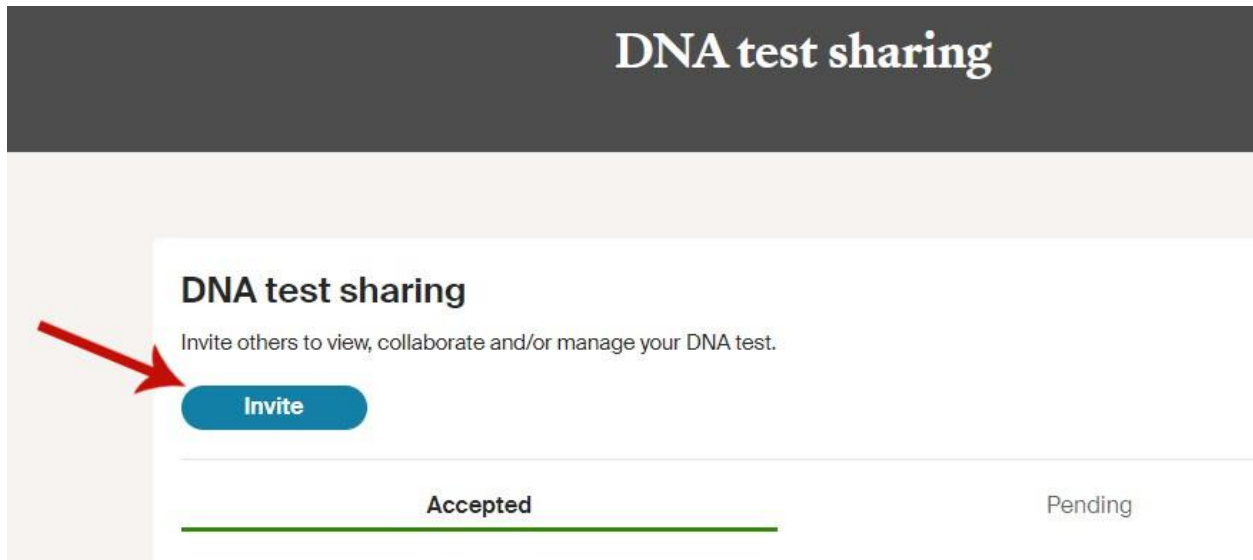 DNA test sharing
DNA test sharing
Invite others to view, collaborate and/or manage your DNA test.
Invite
Accepted
Pending